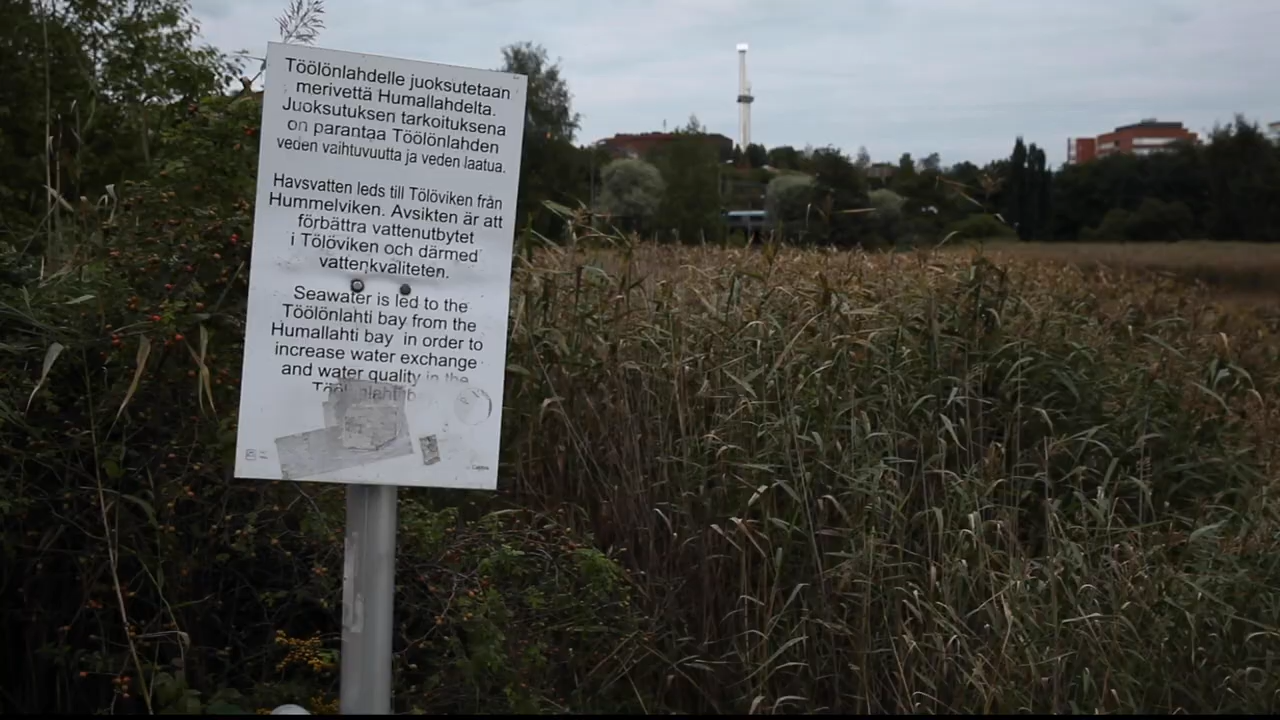 Töölönlahdelle juoksutetaan
merivettä Humallahdelta.
Juoksutuksen tarkoituksena
on parantaa Töölönlahden
veden vaihtuvuutta ja veden laatua.
Havsvatten leds till Tölöviken från
Hummelviken. Avsikten är att
förbättra vattenutbytet
i Tölöviken och därmed
vattenkvaliteten.
Seawater is led to the
Töölönlahti bay from the
Humallahti bay in order to
increase water exchange
and water quality in the